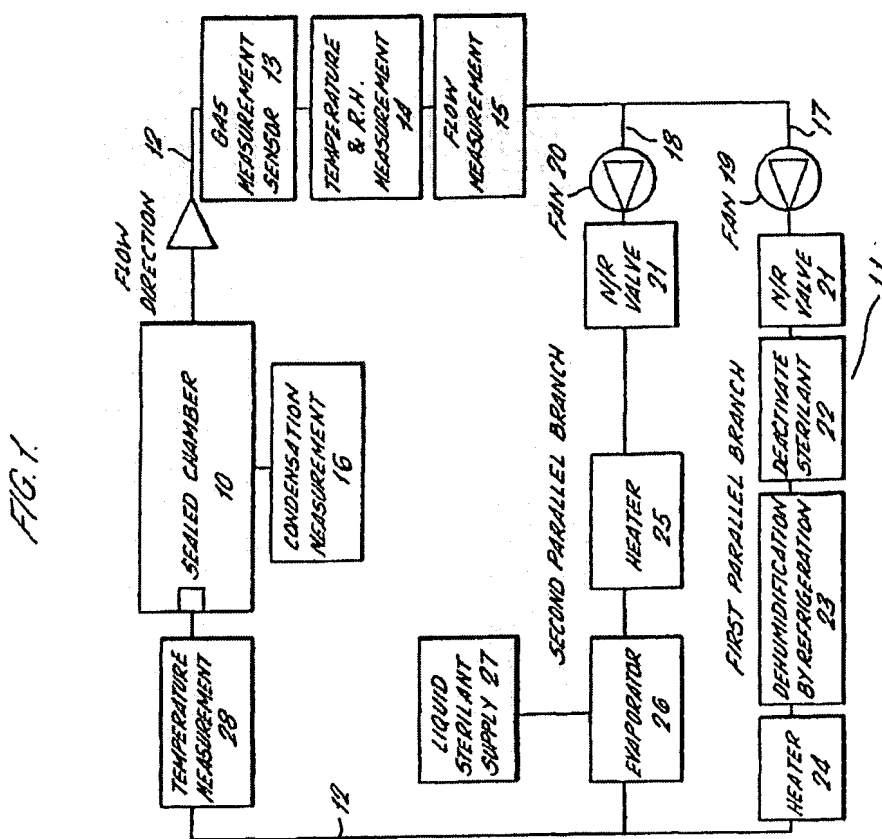 FIG. 1.
FLOW
DIRECTION
12
GAS
MEASUREMENT
SENSOR 13
TEMPERATURE
& R.H.
MEASUREMENT
14
FLOW
MEASUREMENT
15
SEALED CHAMBER
10
CONDENSATION
MEASUREMENT
16
TEMPERATURE
MEASUREMENT
28
12
18
FAN 20
N/R
VALVE
21
SECOND PARALLEL BRANCH
HEATER
25
EVAPORATOR
26
LIQUID
STERILANT
SUPPLY 27
17
FAN 19
N/R
VALVE
21
FIRST PARALLEL BRANCH
DEACTIVATE
STERILANT
22
DEHUMIDIFICATION
BY REFRIGERATION
23
HEATER
24
11